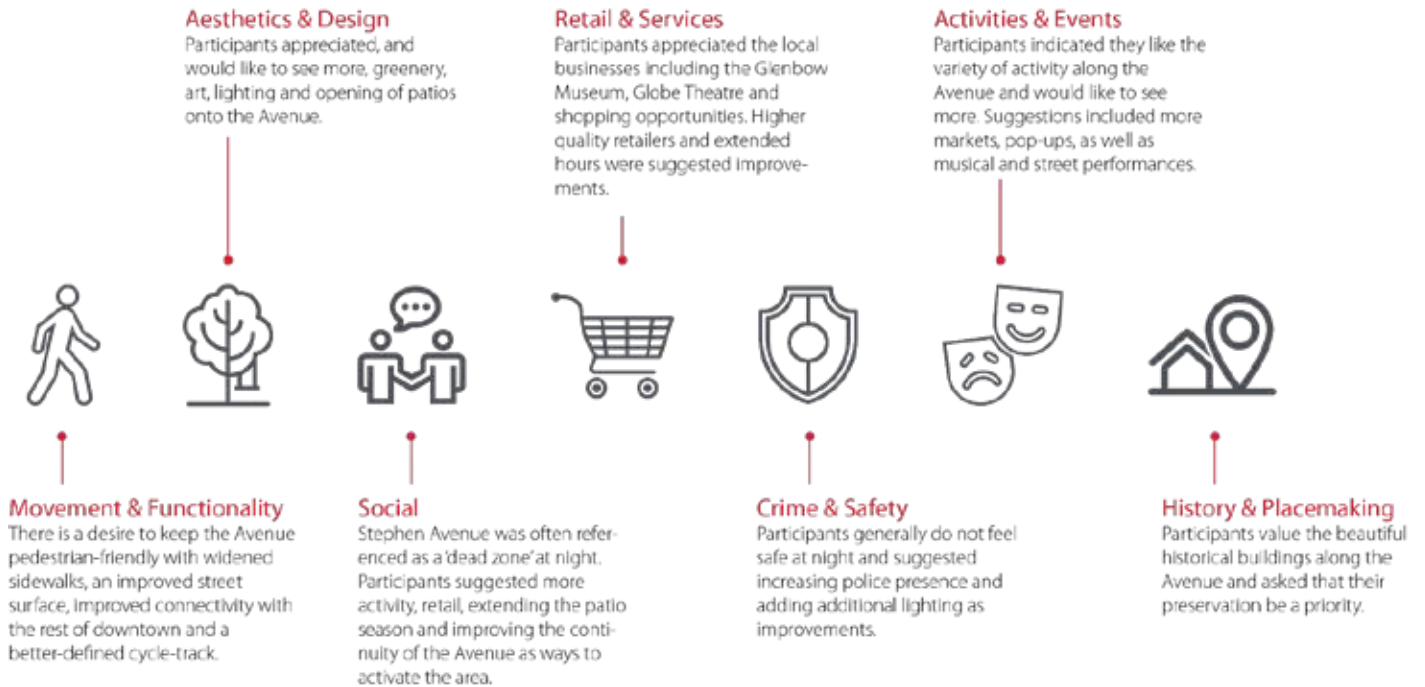 Aesthetics & Design
Participants appreciated, and
would like to see more, greenery,
art, lighting and opening of patios
onto the Avenue.
Retail & Services
Participants appreciated the local
businesses including the Glenbow
Museum, Globe Theatre and
shopping opportunities. Higher
quality retailers and extended
hours were suggested improve-
ments.
Activities & Events
Participants indicated they like the
variety of activity along the
Avenue and would like to see
more. Suggestions included more
markets, pop-ups, as well as
musical and street performances.
Movement & Functionality
There is a desire to keep the Avenue
pedestrian-friendly with widened
sidewalks, an improved street
surface, improved connectivity with
the rest of downtown and a
better-defined cycle-track.
Social
Stephen Avenue was often refer-
enced as a 'dead zone' at night.
Participants suggested more
activity, retail, extending the patio
season and improving the conti-
nuity of the Avenue as ways to
activate the area.
Crime & Safety
Participants generally do not feel
safe at night and suggested
increasing police presence and
adding additional lighting as
improvements.
History & Placemaking
Participants value the beautiful
historical buildings along the
Avenue and asked that their
preservation be a priority.